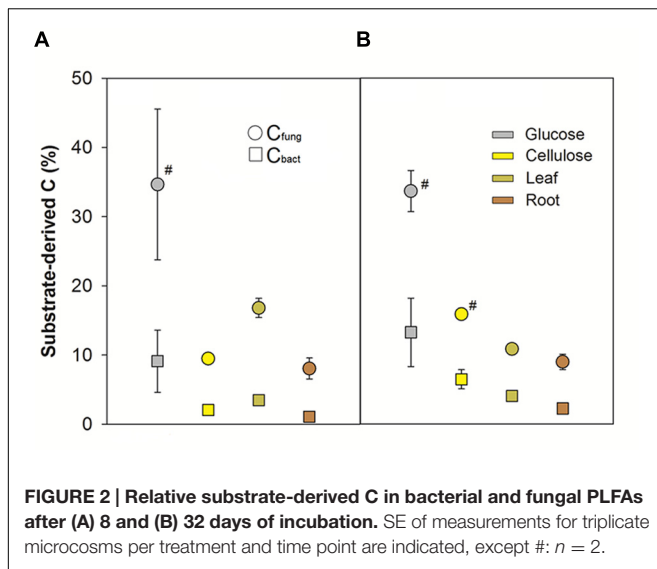 A
B
50
40
30
20
10
0
Substrate-derived C (%)
#
Cfung
Cbact
#
#
Glucose
Cellulose
Leaf
Root
FIGURE 2 | Relative substrate-derived C in bacterial and fungal PLFAs
after (A) 8 and (B) 32 days of incubation. SE of measurements for triplicate
microcosms per treatment and time point are indicated, except #: n = 2.